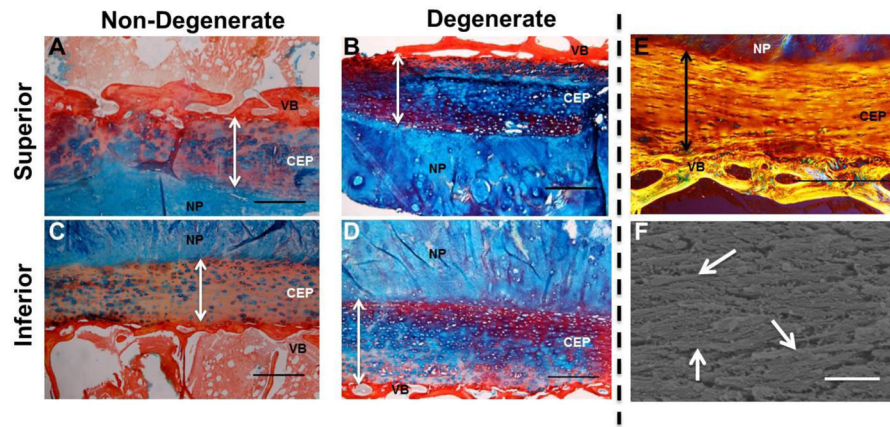 Non-Degenerate
Degenerate
Superior
Inferior
A
VB
CEP
NP
B
VB
CEP
NP
C
NP
CEP
VB
D
NP
CEP
VB
E
NP
CEP
VB
F